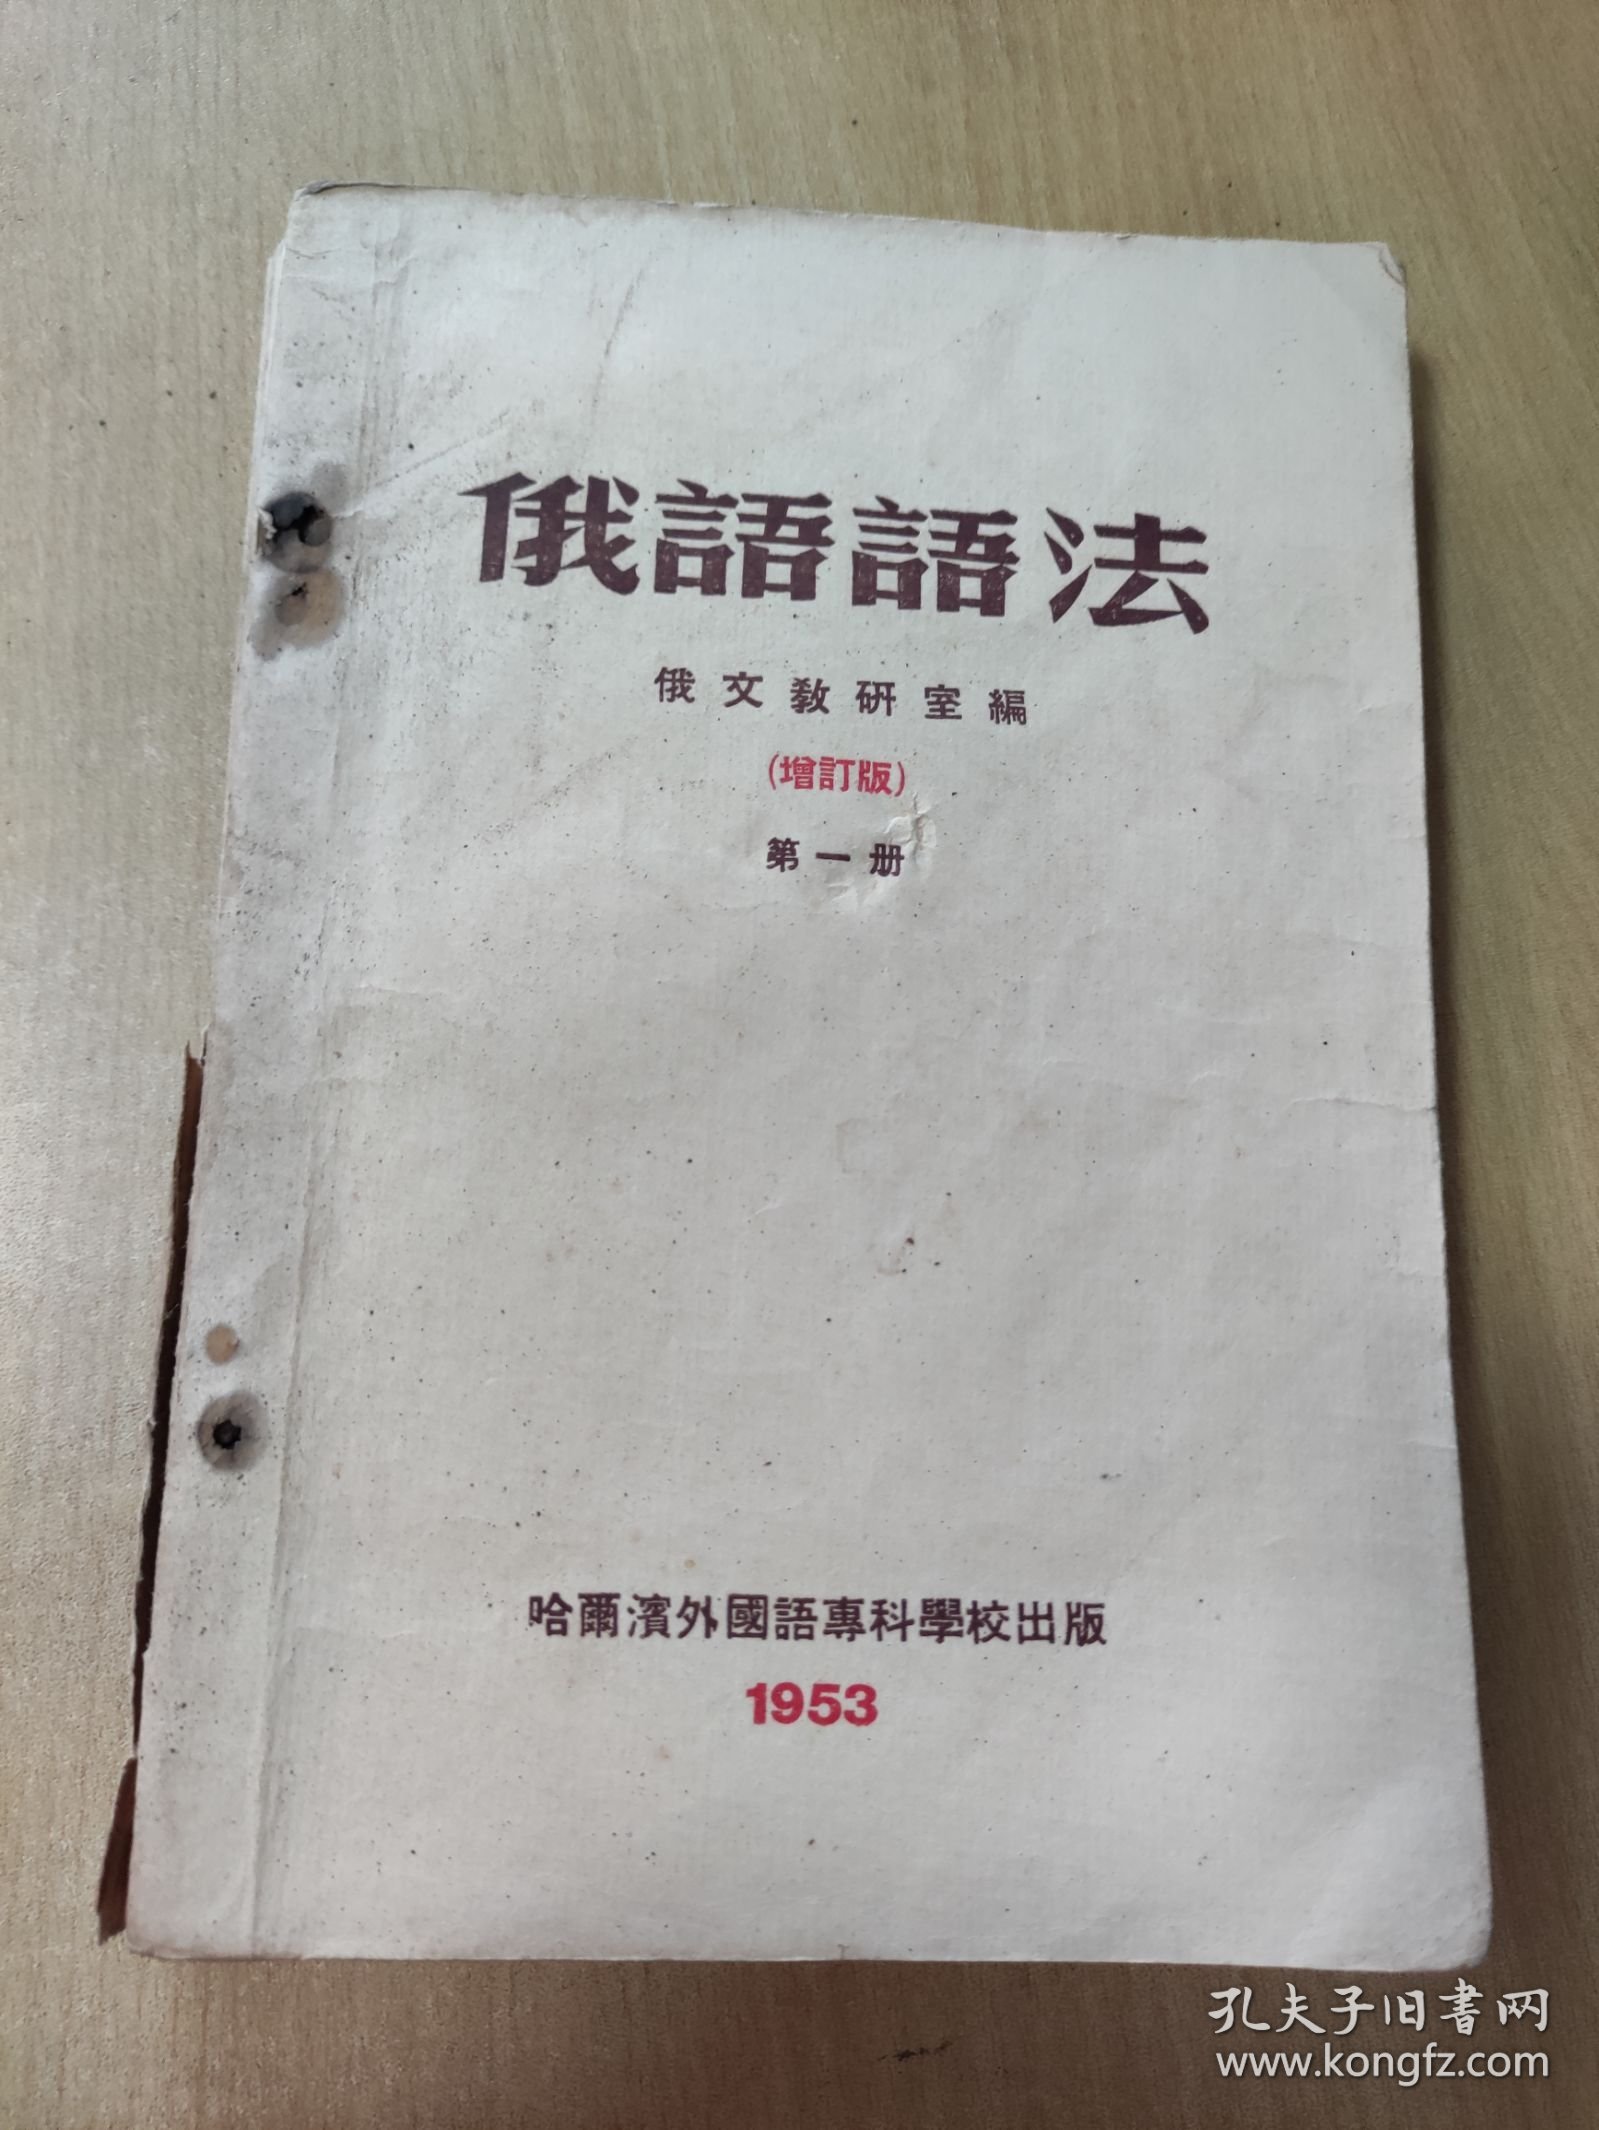 俄語語法
俄文教研室編
(增訂版)
第一册
哈爾濱外國語專科學校出版
1953
孔夫子旧书网
www.kongfz.com